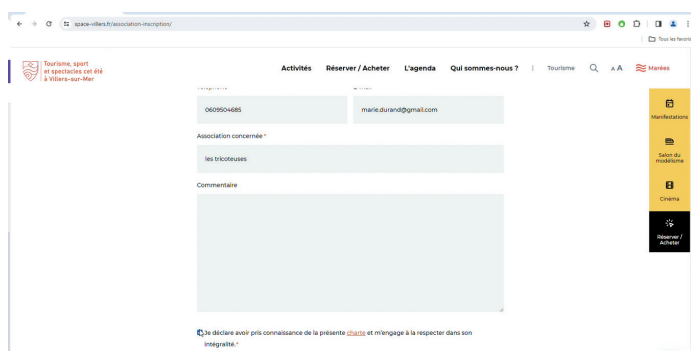 space-villers.fr/association-inscription/
Tous les favoris
Tourisme, sport
et spectacles cet été
à Villers-sur-Mer
Activités Réserver / Acheter L'agenda Qui sommes-nous ? | Tourisme A A Marées
0609504685 marie.durand@gmail.com
Association concernée *
les tricoteuses
Commentaire
Je déclare avoir pris connaissance de la présente charte et m'engage à la respecter dans son
intégralité.*
Manifestations
Salon du
modélisme
Cinéma
Réserver /
Acheter